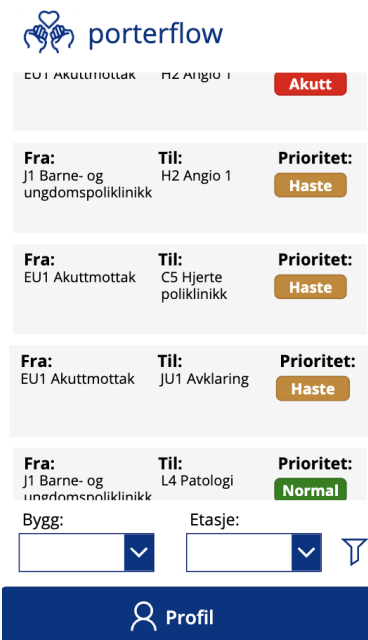 porterflow
EU1 Akuttmottak H2 Angio 1 Akutt
Fra: Til: Prioritet:
J1 Barne- og H2 Angio 1 Haste
ungdomspoliklinikk
Fra: Til: Prioritet:
EU1 Akuttmottak C5 Hjerte Haste
poliklinikk
Fra: Til: Prioritet:
EU1 Akuttmottak JU1 Avklaring Haste
Fra: Til: Prioritet:
J1 Barne- og L4 Patologi Normal
ungdomspoliklinikk
Bygg: Etasje:
Profil